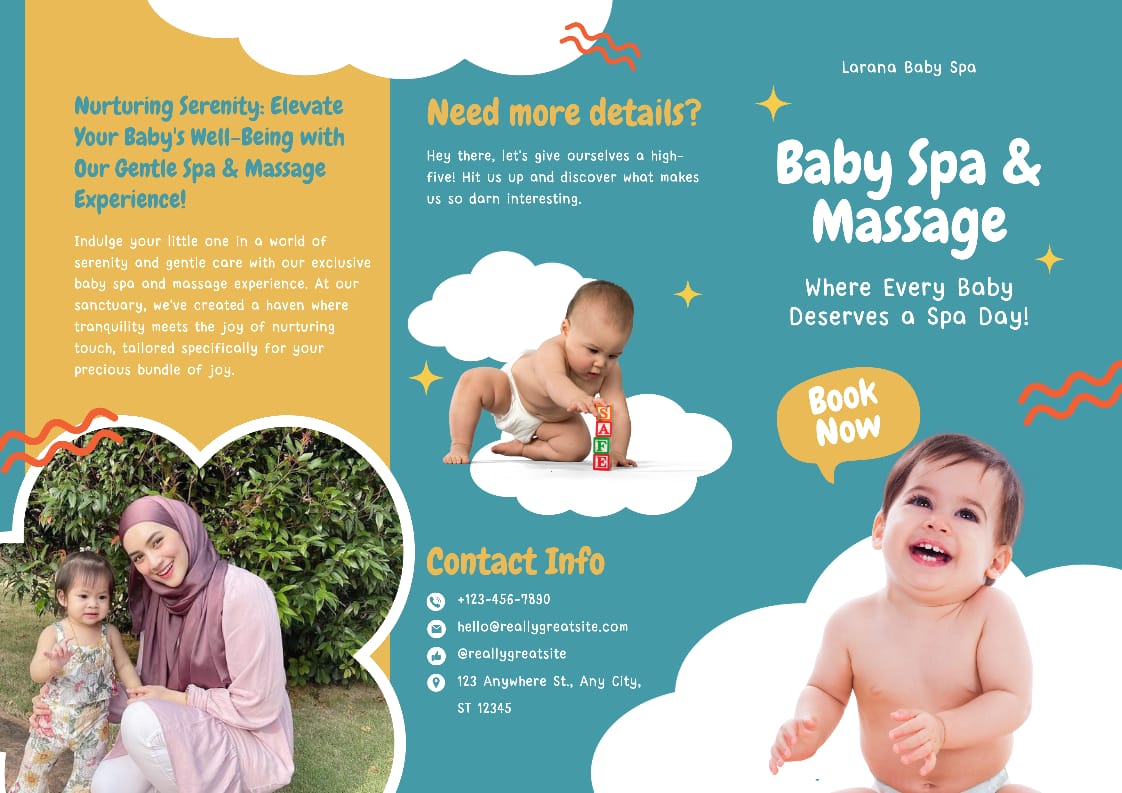 Nurturing Serenity: Elevate
Your Baby's Well-Being with
Our Gentle Spa & Massage
Experience!
Indulge your little one in a world of
serenity and gentle care with our exclusive
baby spa and massage experience. At our
sanctuary, we've created a haven where
tranquility meets the joy of nurturing
touch, tailored specifically for your
precious bundle of joy.
Need more details?
Hey there, let's give ourselves a high-
five! Hit us up and discover what makes
us so darn interesting.
S
A
F
E
Contact Info
+123-456-7890
hello@reallygreatsite.com
@reallygreatsite
123 Anywhere St., Any City,
ST 12345
Larana Baby Spa
Baby Spa &
Massage
Where Every Baby
Deserves a Spa Day!
Book
Now